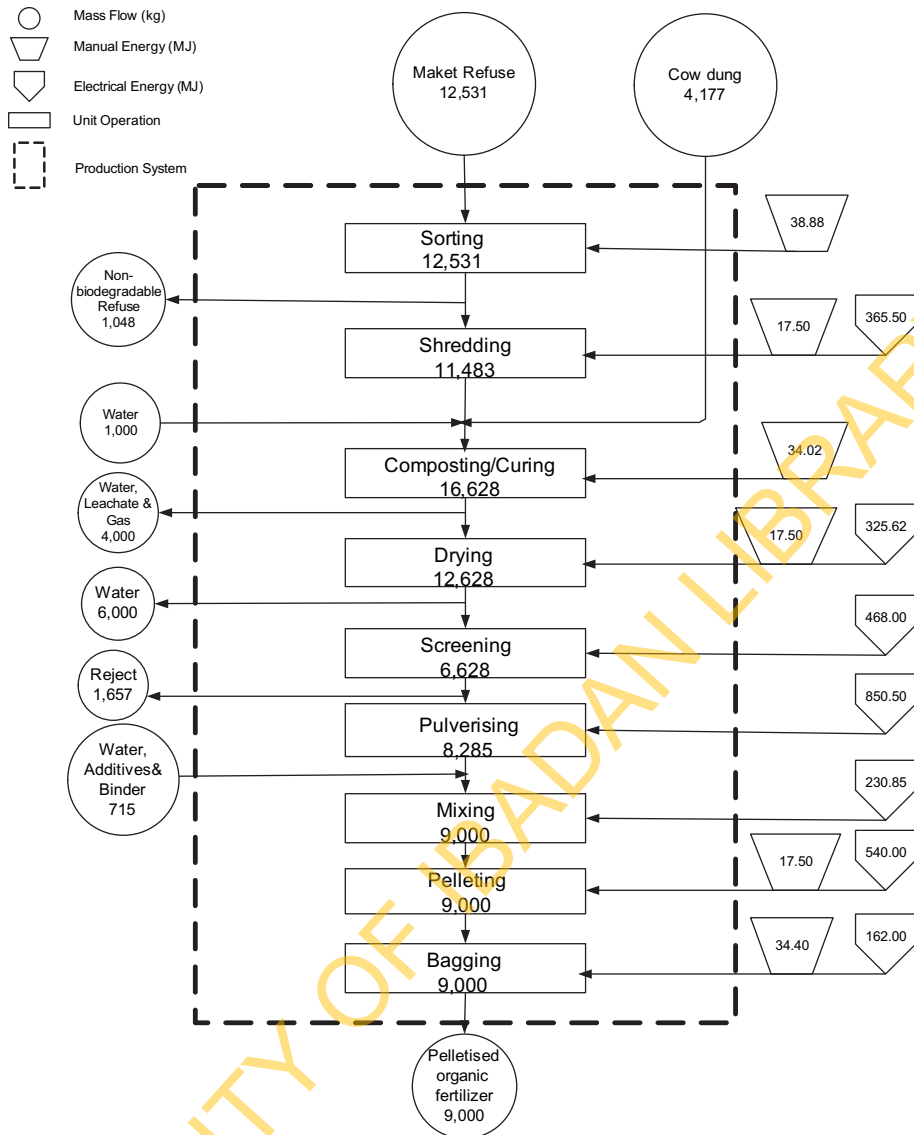 Mass Flow (kg)
Manual Energy (MJ)
Electrical Energy (MJ)
Unit Operation
Production System
Maket Refuse
12,531
Cow dung
4,177
Sorting
12,531
38.88
Non-
biodegradable
Refuse
1,048
Shredding
11,483
17.50
365.50
Water
1,000
Composting/Curing
16,628
34.02
Water,
Leachate &
Gas
4,000
Drying
12,628
17.50
325.62
Water
6,000
Screening
6,628
468.00
Reject
1,657
Pulverising
8,285
850.50
Water,
Additives&
Binder
715
Mixing
9,000
230.85
Pelleting
9,000
17.50
540.00
Bagging
9,000
34.40
162.00
Pelletised
organic
fertilizer
9,000
ITY OF IBADAN LIBRAR